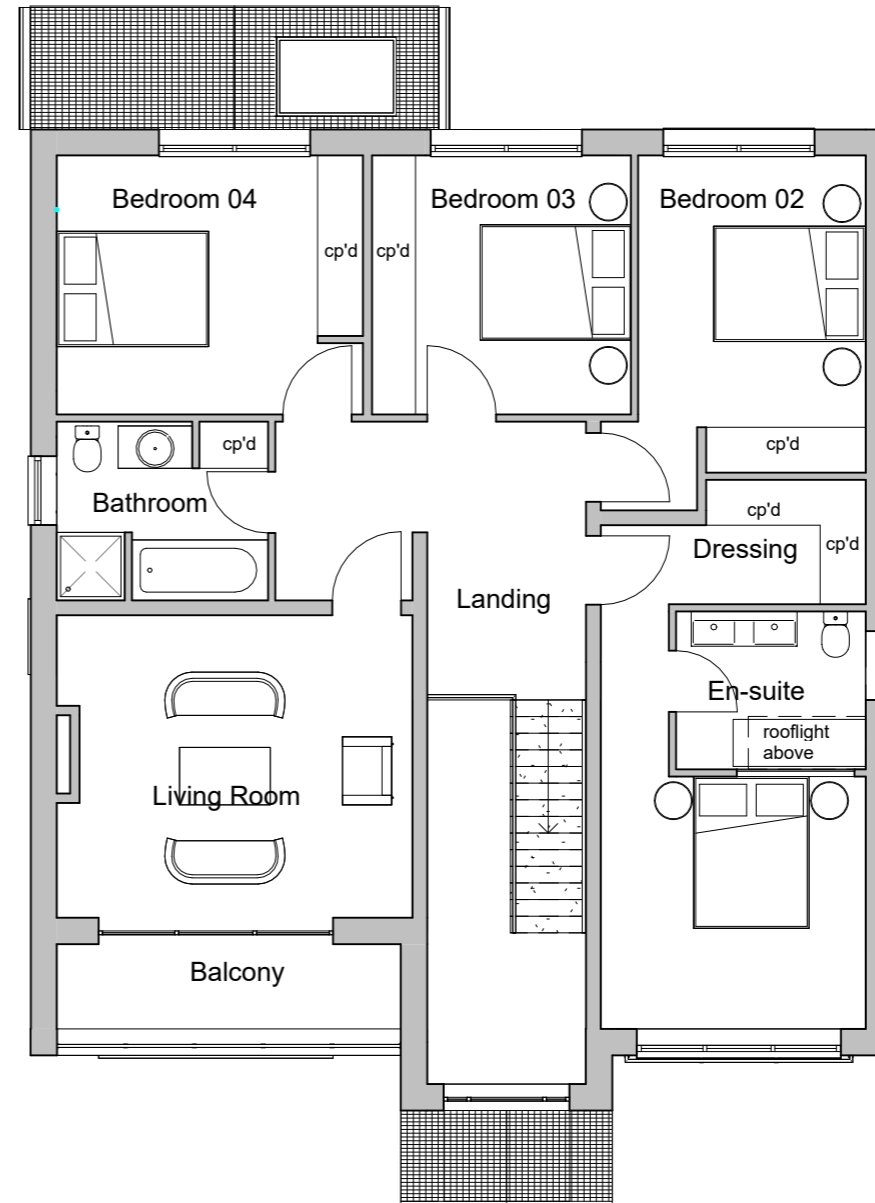 Bedroom 04
Bedroom 03
Bedroom 02
cp'd
cp'd
cp'd
cp'd
Bathroom
cp'd
cp'd
Dressing
Landing
En-suite
rooflight
above
Living Room
Balcony